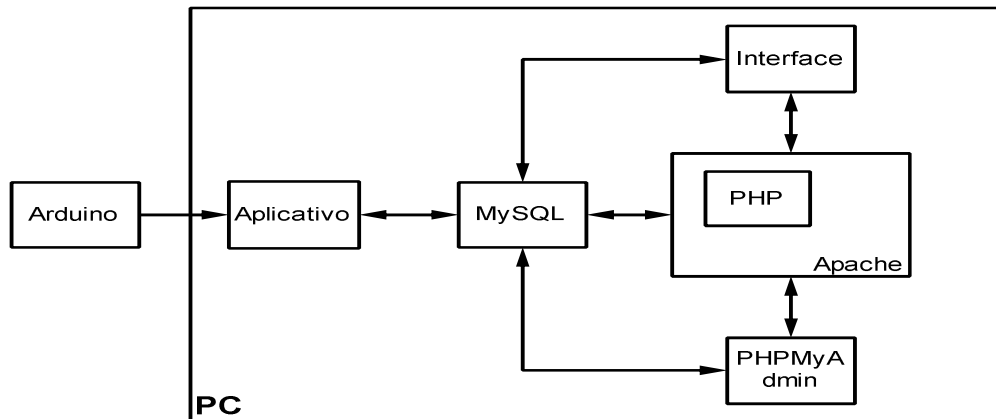 Interface
Arduino
Aplicativo
MySQL
PHP
Apache
PHPMyA
dmin
PC